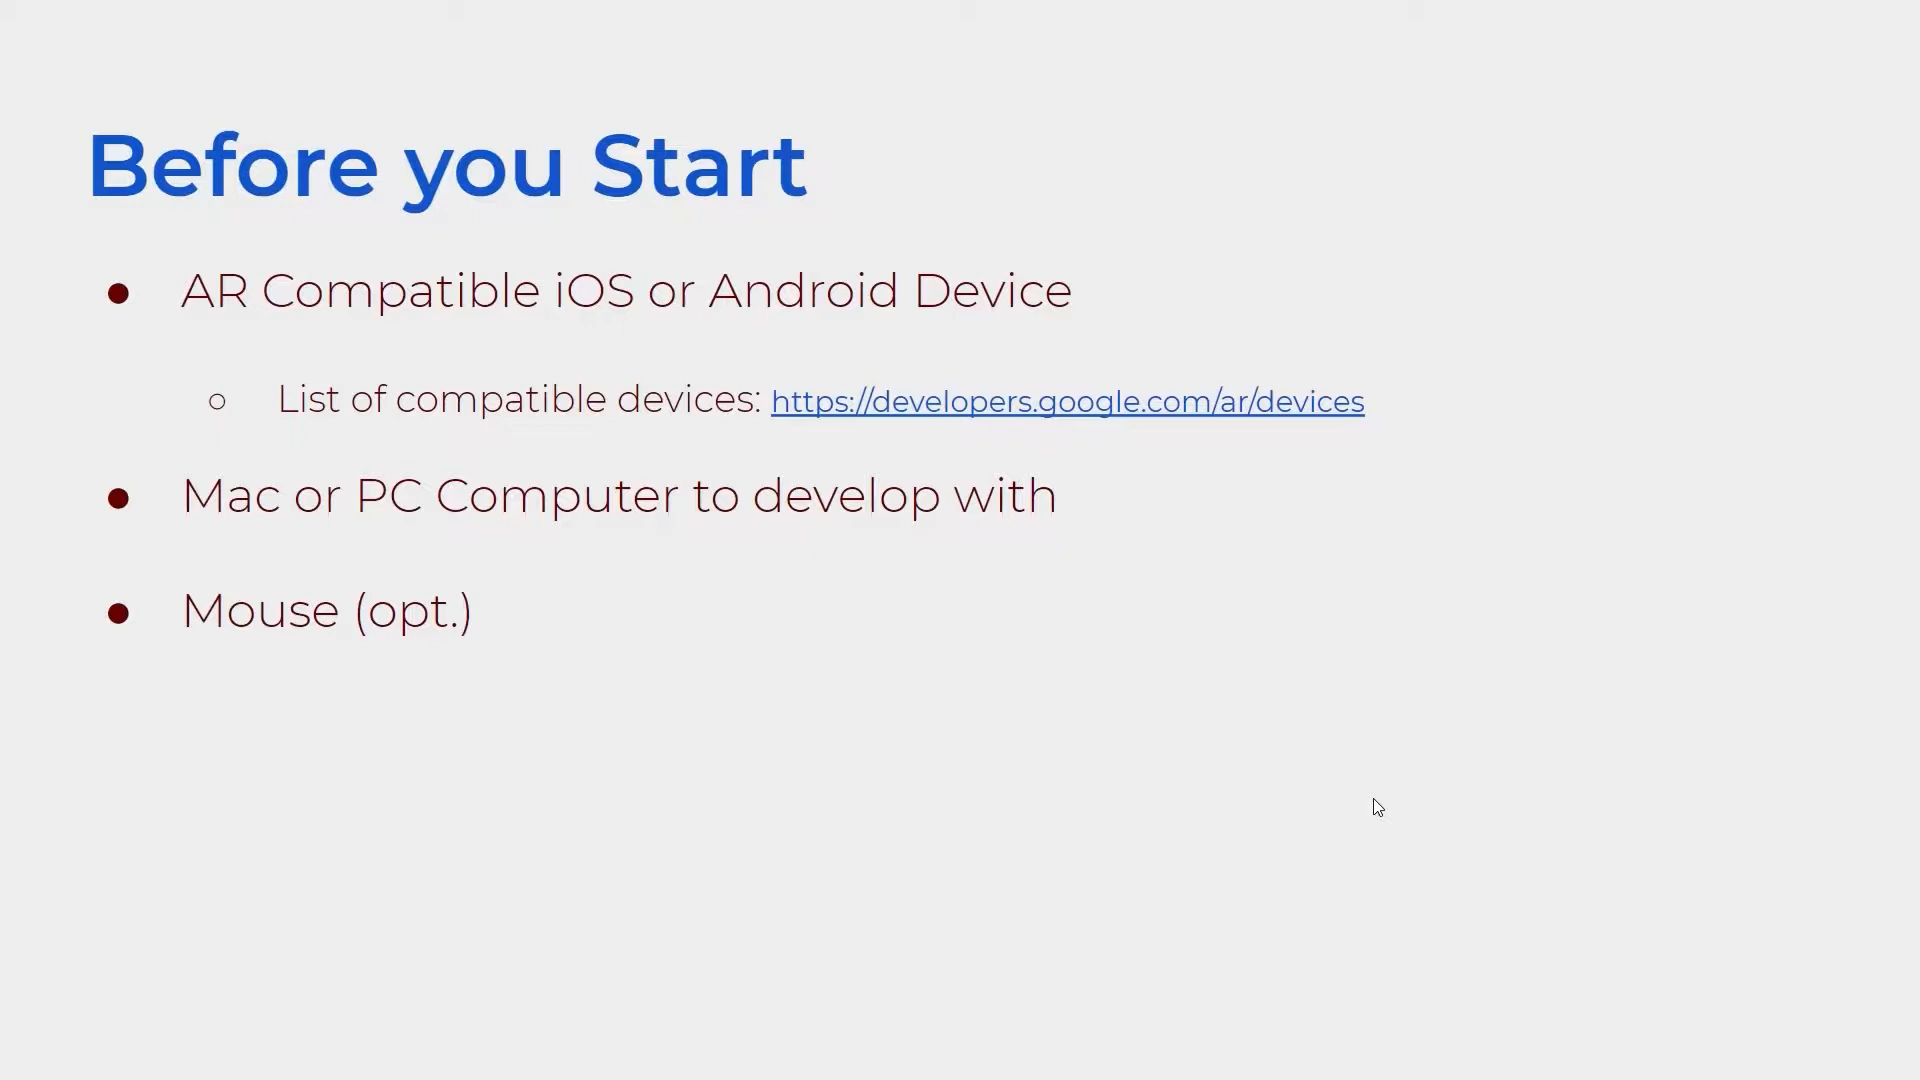 Before you Start
● AR Compatible iOS or Android Device
○ List of compatible devices: https://developers.google.com/ar/devices
● Mac or PC Computer to develop with
● Mouse (opt.)